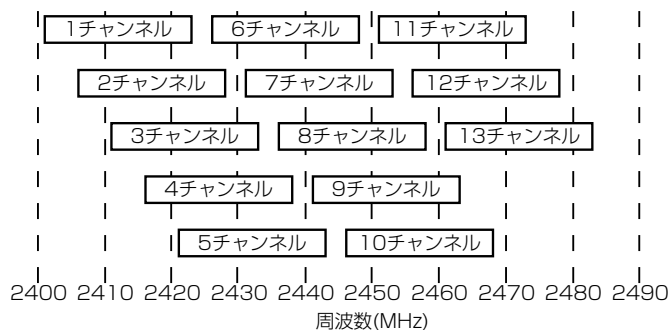 1チャンネル 6チャンネル 11チャンネル
2チャンネル 7チャンネル 12チャンネル
3チャンネル 8チャンネル 13チャンネル
4チャンネル 9チャンネル
5チャンネル 10チャンネル
2400 2410 2420 2430 2440 2450 2460 2470 2480 2490
周波数(MHz)